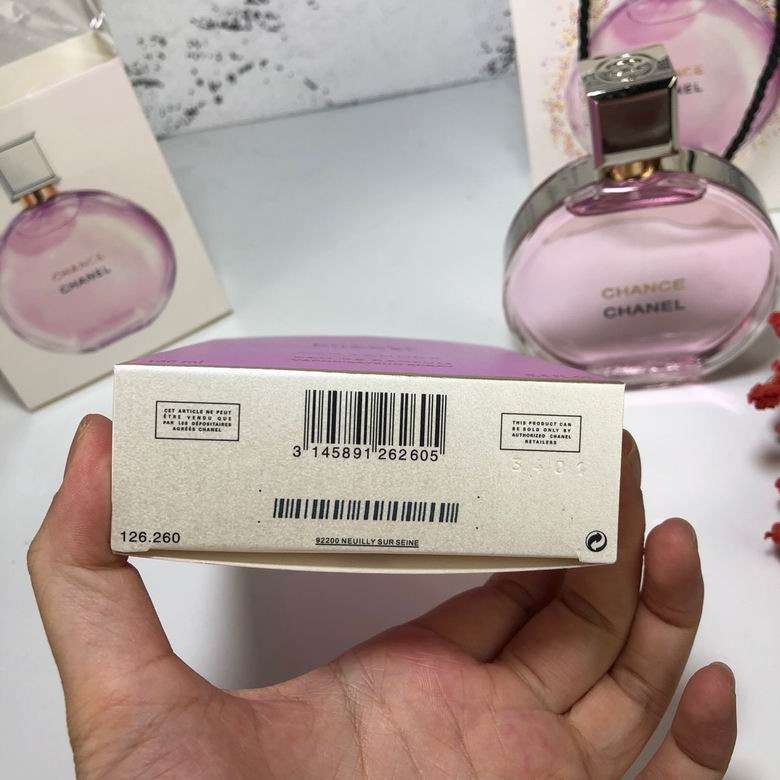 CHANCE
CHANEL
CHANCE
CHANEL
CET ARTICLE NE PEUT
ÊTRE VENDU QUE
PAR LES DÉPOSITAIRES
AGRÉÉS CHANEL
3 145891 262605
THIS PRODUCT CAN
BE SOLD ONLY BY
AUTHORIZED CHANEL
RETAILERS
126.260
92200 NEUILLY SUR SEINE